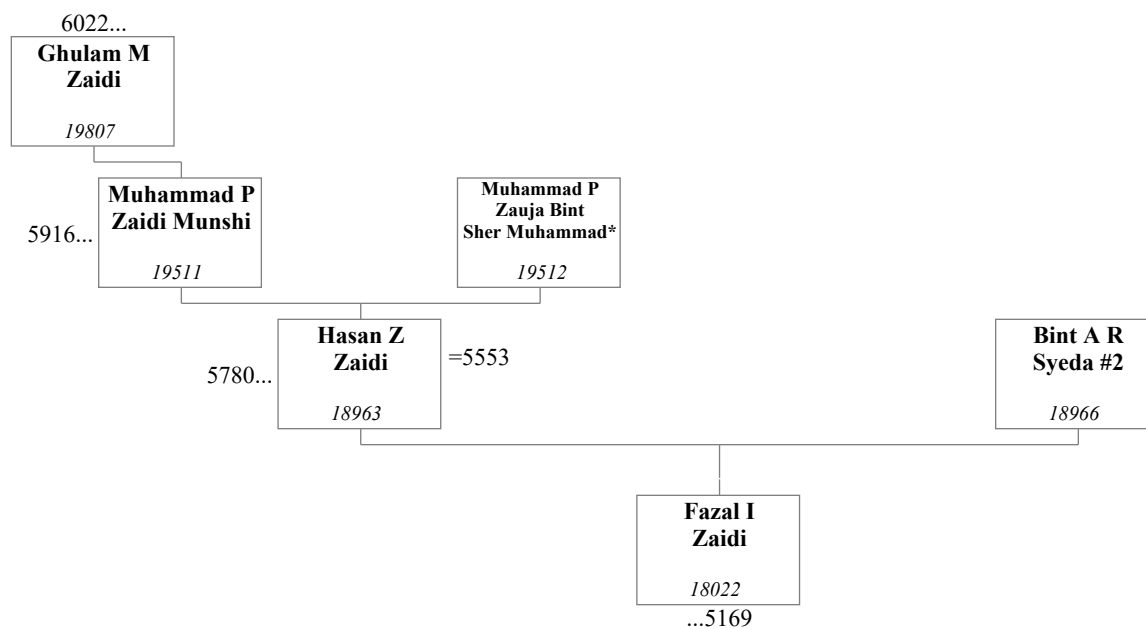 6022...
Ghulam M
Zaidi
19807
Muhammad P
Zaidi Munshi
19511
5916...
Muhammad P
Zauja Bint
Sher Muhammad*
19512
Hasan Z
Zaidi
18963
5780...
=5553
Bint A R
Syeda #2
18966
Fazal I
Zaidi
18022
...5169